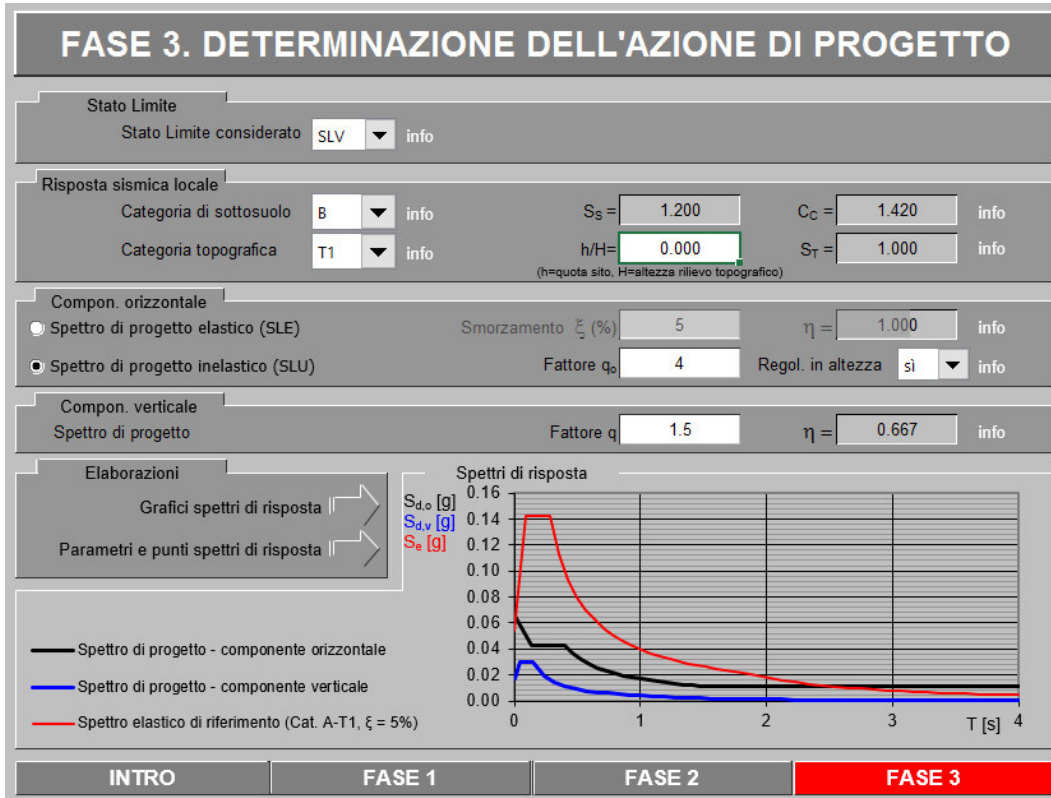 FASE 3. DETERMINAZIONE DELL'AZIONE DI PROGETTO
Stato Limite
Stato Limite considerato SLV info
Risposta sismica locale
Categoria di sottosuolo B info S_S = 1.200 C_C = 1.420 info
Categoria topografica T1 info h/H= 0.000 S_T = 1.000 info
(h=quota sito, H=altezza rilievo topografico)
Compon. orizzontale
Spettro di progetto elastico (SLE) Smorzamento ξ (%) 5 η = 1.000 info
Spettro di progetto inelastico (SLU) Fattore q_o 4 Regol. in altezza sì info
Compon. verticale
Spettro di progetto Fattore q 1.5 η = 0.667 info
Elaborazioni
Grafici spettri di risposta
Parametri e punti spettri di risposta
Spettri di risposta
S_d,o [g]
S_d,v [g]
S_e [g]
0.16
0.14
0.12
0.10
0.08
0.06
0.04
0.02
0.00
0 1 2 3 T [s] 4
Spettro di progetto - componente orizzontale
Spettro di progetto - componente verticale
Spettro elastico di riferimento (Cat. A-T1, ξ = 5%)
INTRO FASE 1 FASE 2 FASE 3